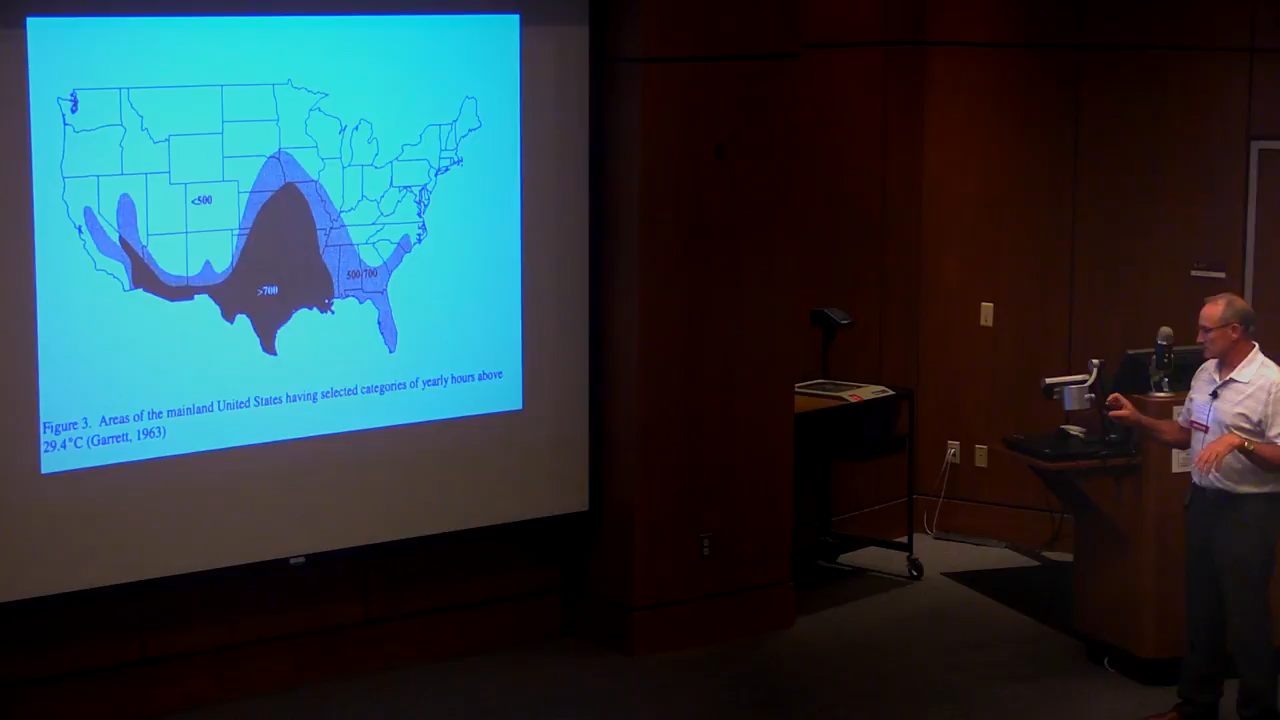 <500
500
700
>700
Figure 3. Areas of the mainland United States having selected categories of yearly hours above
29.4°C (Garrett, 1963)